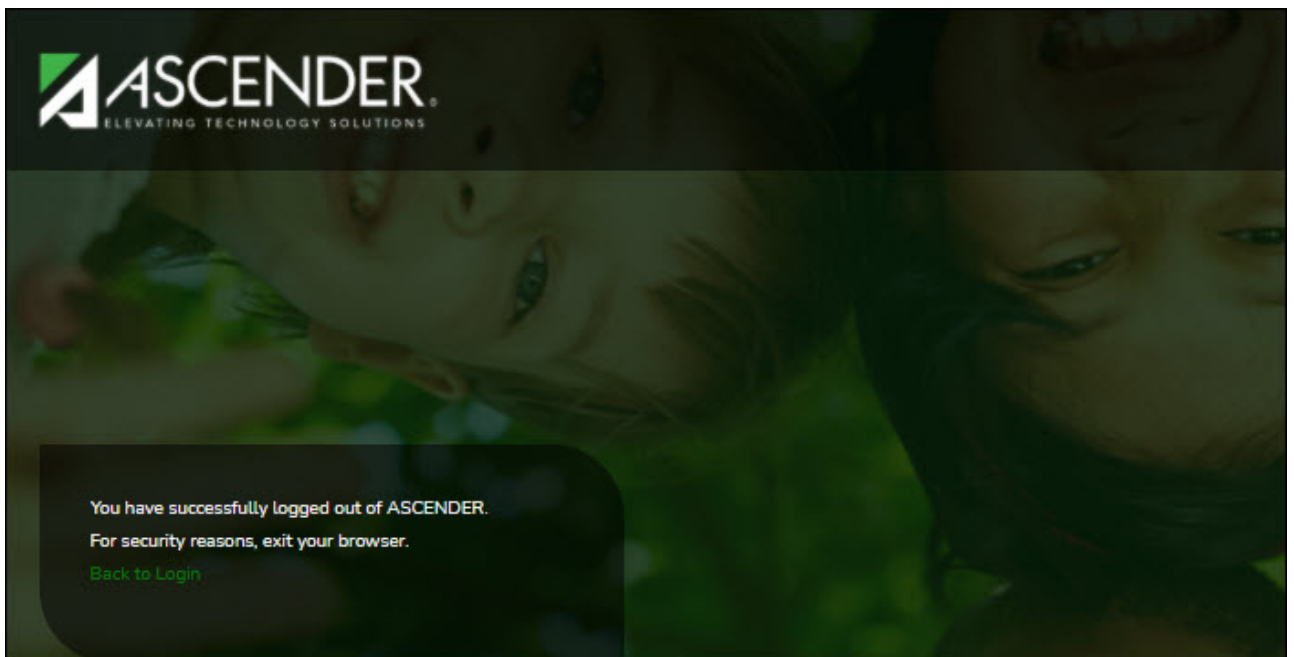 ASCENDER®
ELEVATING TECHNOLOGY SOLUTIONS
You have successfully logged out of ASCENDER.
For security reasons, exit your browser.
Back to Login